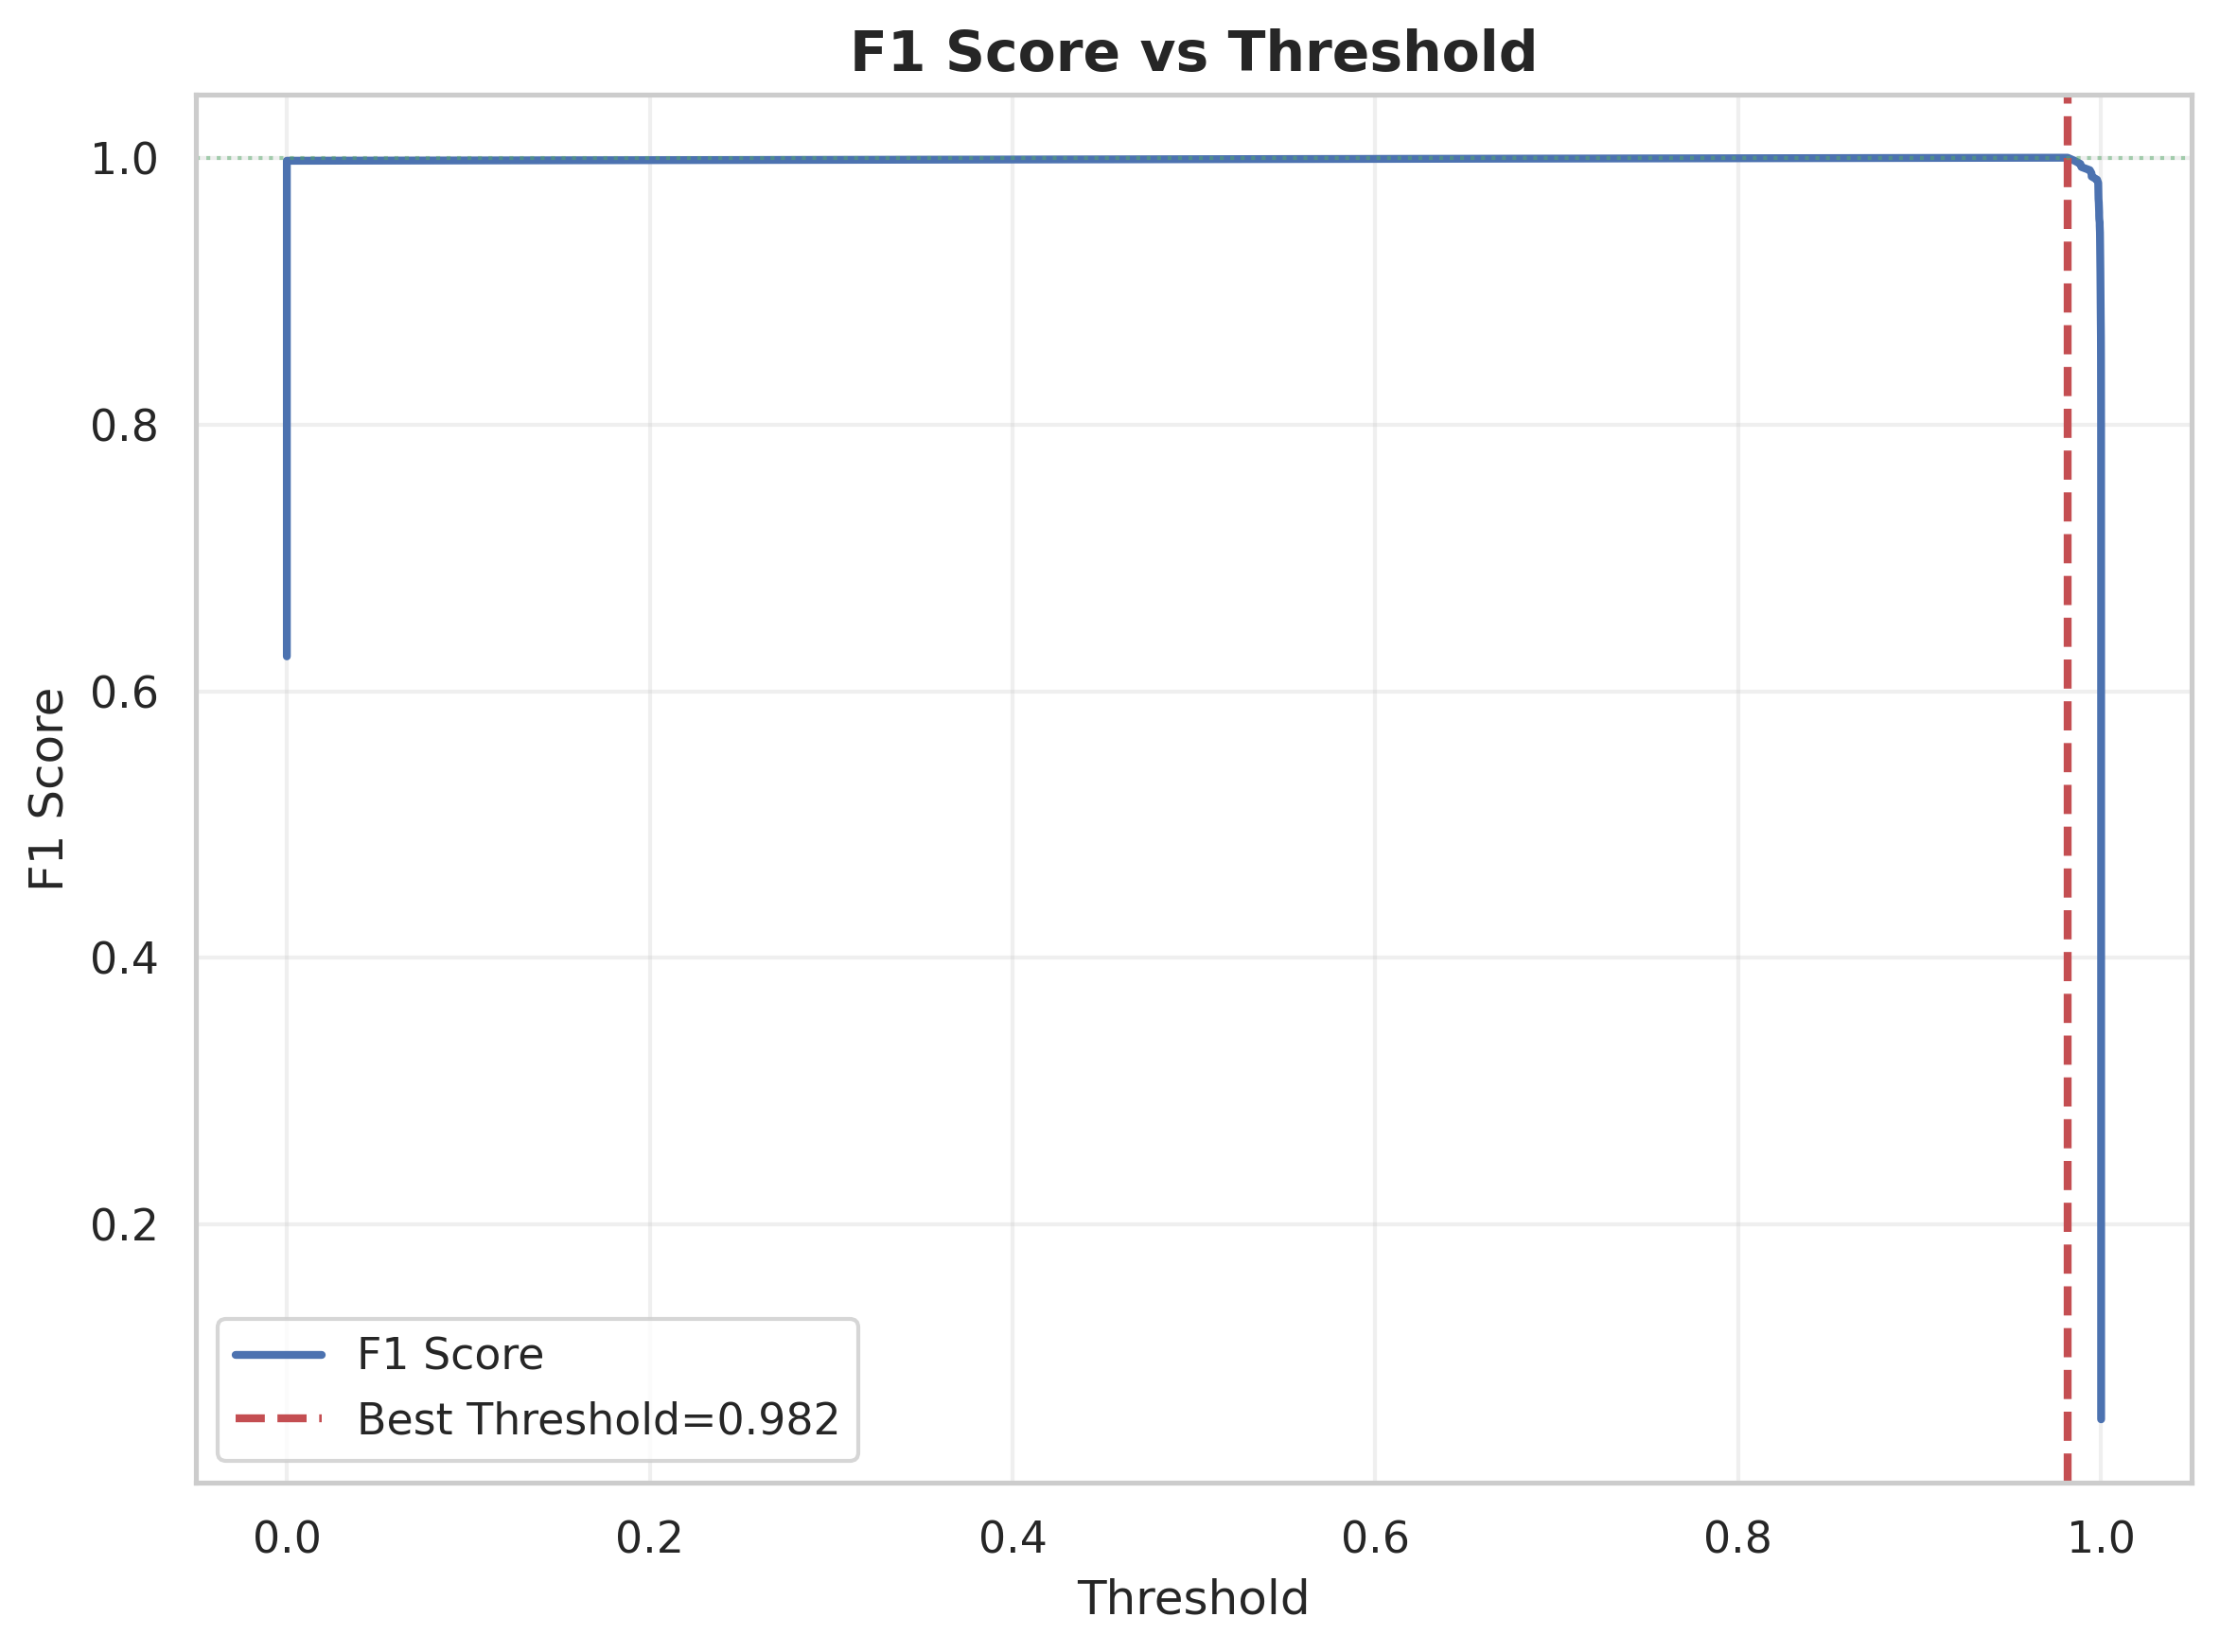 F1 Score vs Threshold
F1 Score
1.0
0.8
0.6
0.4
0.2
F1 Score
Best Threshold=0.982
0.0 0.2 0.4 0.6 0.8 1.0
Threshold